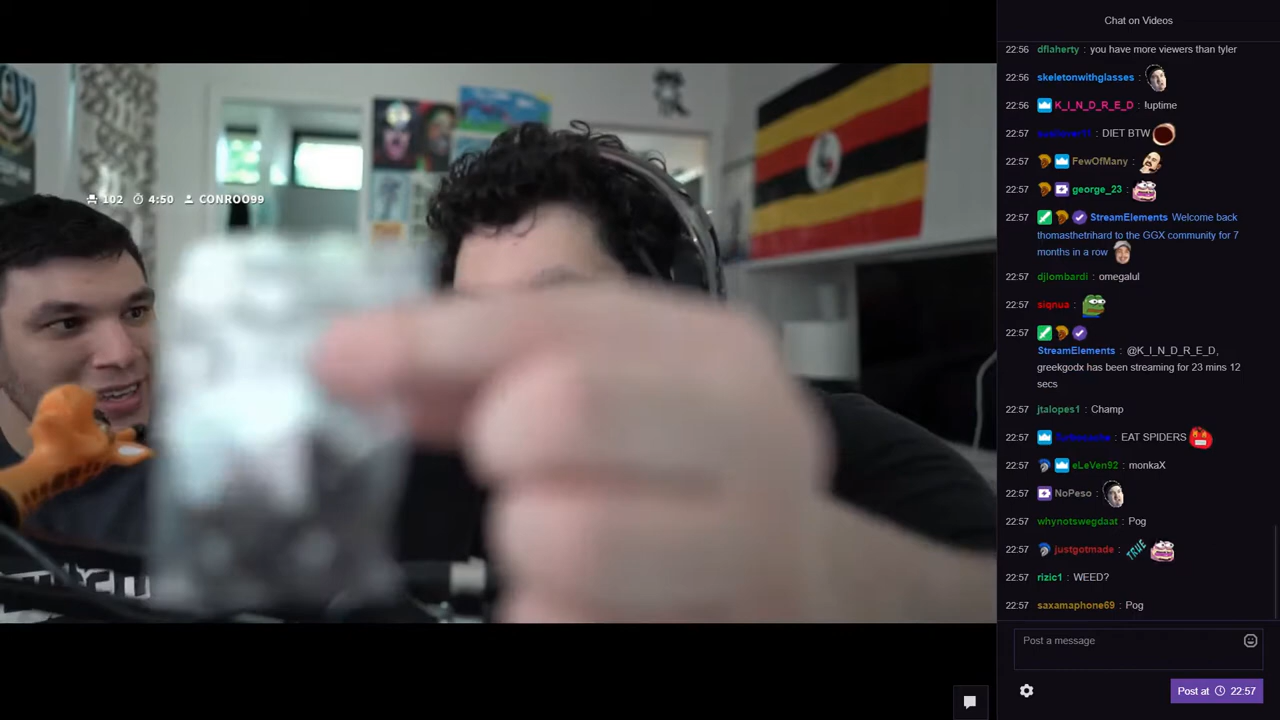 102 4:50 CONROO99
Chat on Videos
22:56 dflaherty : you have more viewers than tyler
22:56 skeletonwithglasses :
22:56 K_I_N_D_R_E_D : !uptime
22:57 : DIET BTW
22:57 FewOfMany :
22:57 george_23 :
22:57 StreamElements Welcome back
thomasthetrihard to the GGX community for 7
months in a row
22:57 djlombardi : omegalul
22:57 siqnua :
22:57
StreamElements : @K_I_N_D_R_E_D,
greekgodx has been streaming for 23 mins 12
secs
22:57 jtalopes1 : Champ
22:57 : EAT SPIDERS
22:57 eLeVen92 : monkaX
22:57 NoPeso :
22:57 whynotswegdaat : Pog
22:57 justgotmade : TRUE
22:57 rizic1 : WEED?
22:57 saxamaphone69 : Pog
Post a message
Post at 22:57